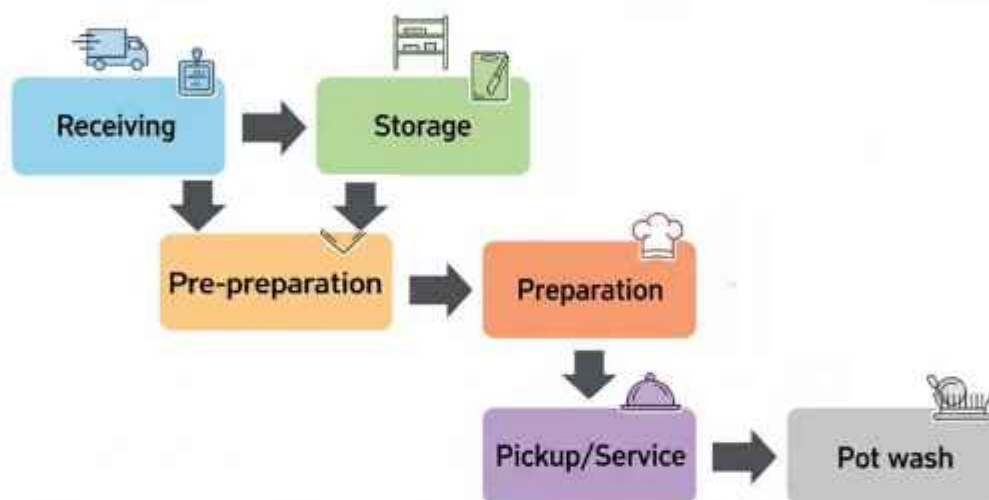 Receiving
Storage
Pre-preparation
Preparation
Pickup/Service
Pot wash